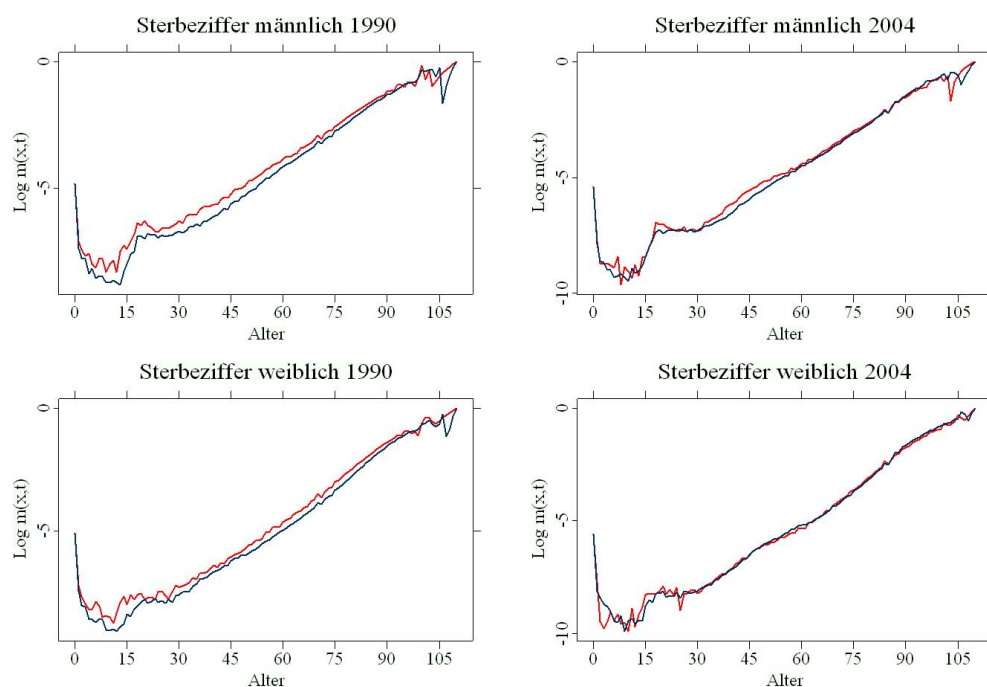 Sterbeziffer männlich 1990
0
-5
Log m(x,t)
0 15 30 45 60 75 90 105
Alter
Sterbeziffer männlich 2004
0
-5
-10
Log m(x,t)
0 15 30 45 60 75 90 105
Alter
Sterbeziffer weiblich 1990
0
-5
Log m(x,t)
0 15 30 45 60 75 90 105
Alter
Sterbeziffer weiblich 2004
0
-5
-10
Log m(x,t)
0 15 30 45 60 75 90 105
Alter